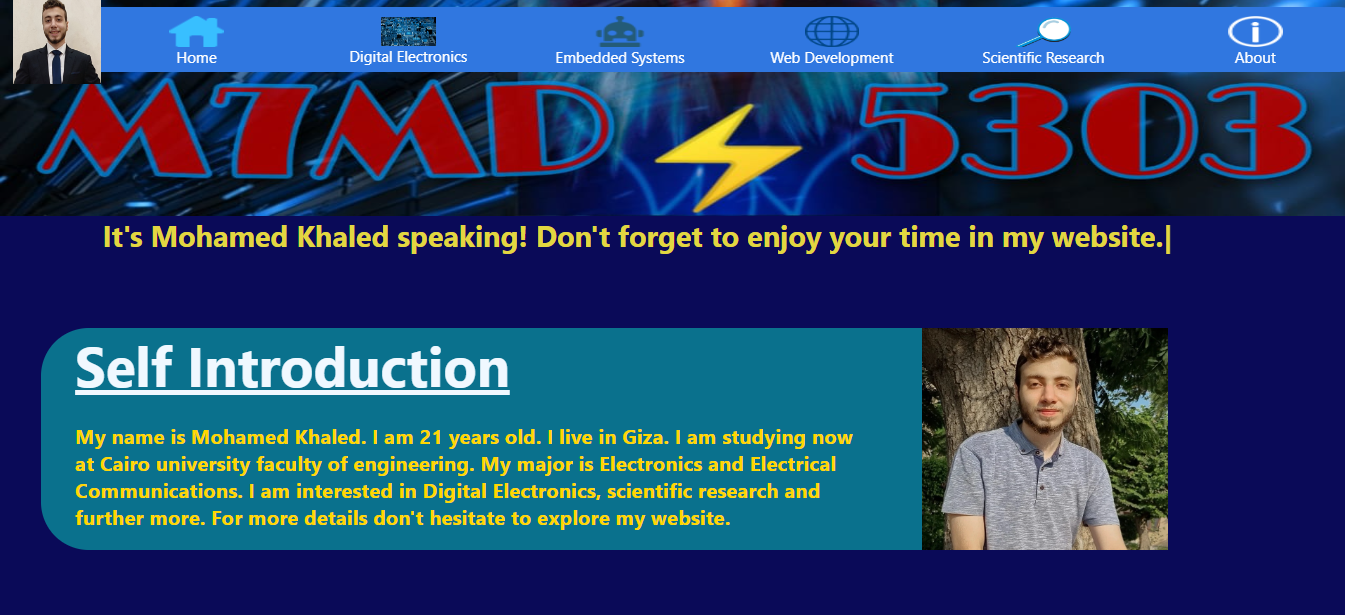 Home
Digital Electronics
Embedded Systems
Web Development
Scientific Research
About
M7MD 5303
It's Mohamed Khaled speaking! Don't forget to enjoy your time in my website.|
Self Introduction
My name is Mohamed Khaled. I am 21 years old. I live in Giza. I am studying now
at Cairo university faculty of engineering. My major is Electronics and Electrical
Communications. I am interested in Digital Electronics, scientific research and
further more. For more details don't hesitate to explore my website.